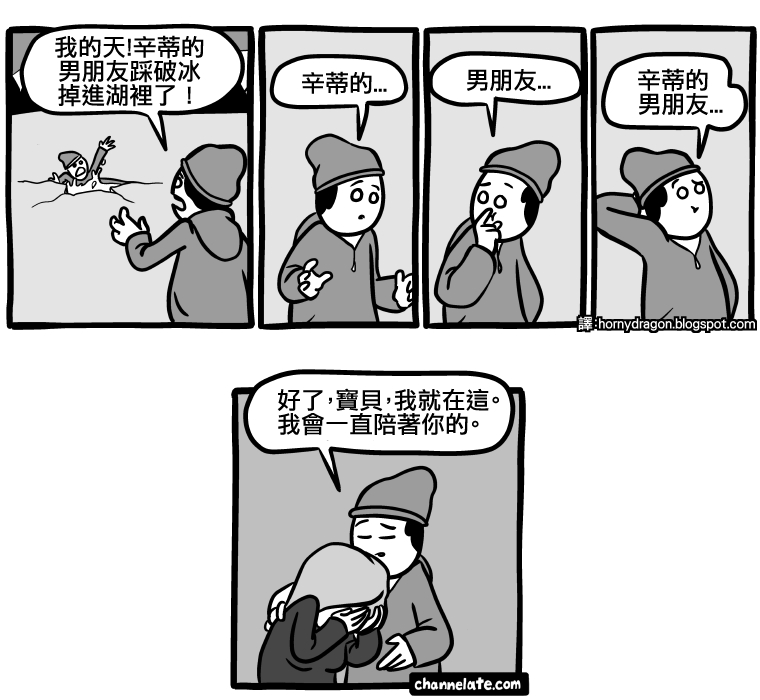 我的天!辛蒂的
男朋友踩破冰
掉進湖裡了！
辛蒂的...
男朋友...
辛蒂的
男朋友...
譯:hornydragon.blogspot.com
好了,寶貝,我就在這。
我會一直陪著你的。
channelate.com